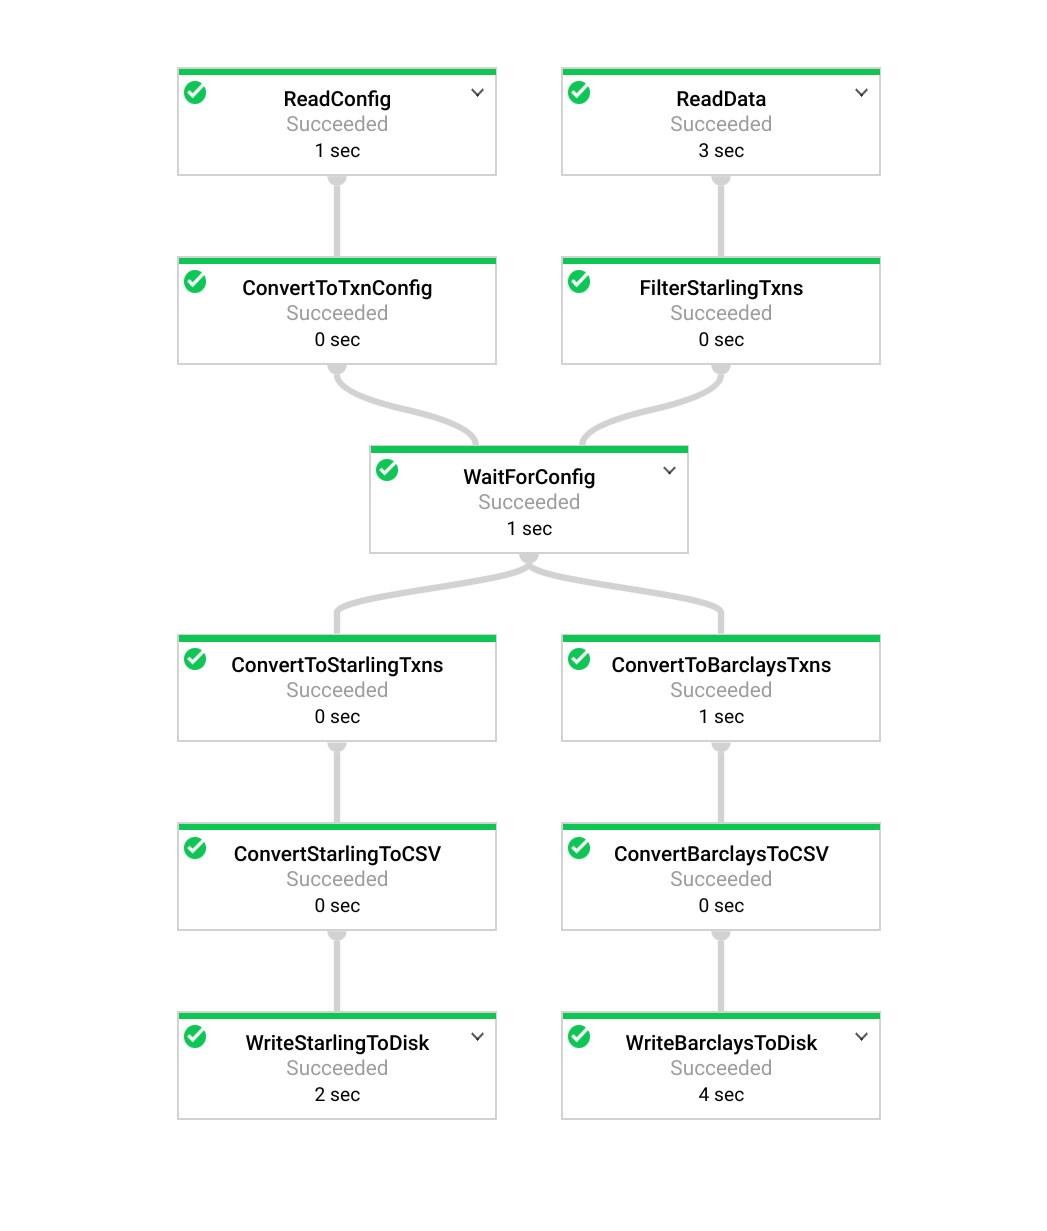 ReadConfig
Succeeded
1 sec
ReadData
Succeeded
3 sec
ConvertToTxnConfig
Succeeded
0 sec
FilterStarlingTxns
Succeeded
0 sec
WaitForConfig
Succeeded
1 sec
ConvertToStarlingTxns
Succeeded
0 sec
ConvertToBarclaysTxns
Succeeded
1 sec
ConvertStarlingToCSV
Succeeded
0 sec
ConvertBarclaysToCSV
Succeeded
0 sec
WriteStarlingToDisk
Succeeded
2 sec
WriteBarclaysToDisk
Succeeded
4 sec